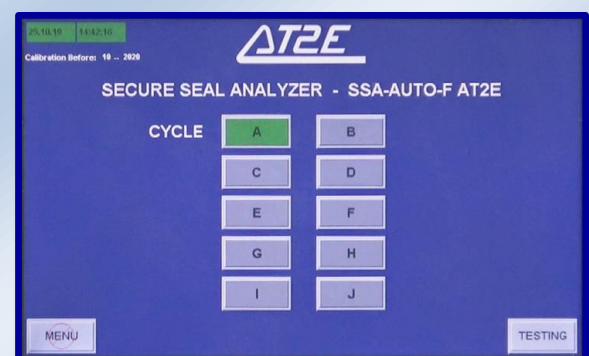 25.10.19 14:42:16
AT2E
Calibration Before: 10 .. 2020
SECURE SEAL ANALYZER - SSA-AUTO-F AT2E
CYCLE A B
C D
E F
G H
I J
MENU TESTING